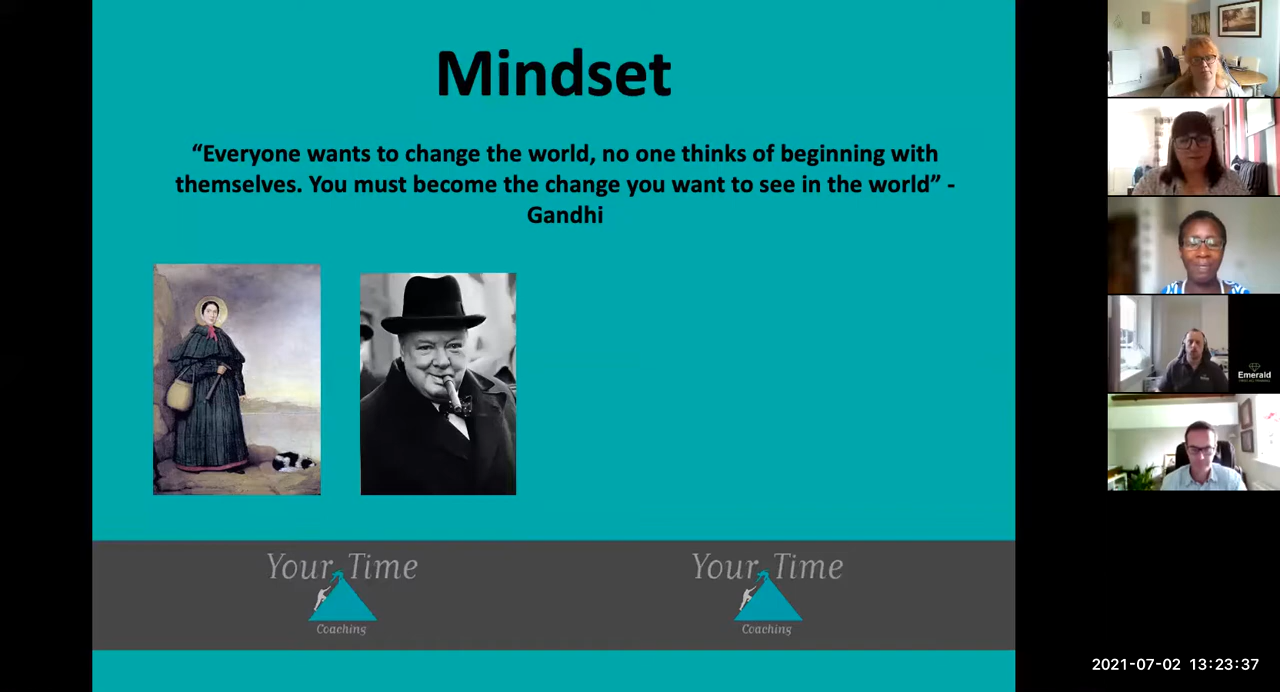 Mindset
“Everyone wants to change the world, no one thinks of beginning with
themselves. You must become the change you want to see in the world” -
Gandhi
Emerald
Your Time
Coaching
Your Time
Coaching
2021-07-02 13:23:37